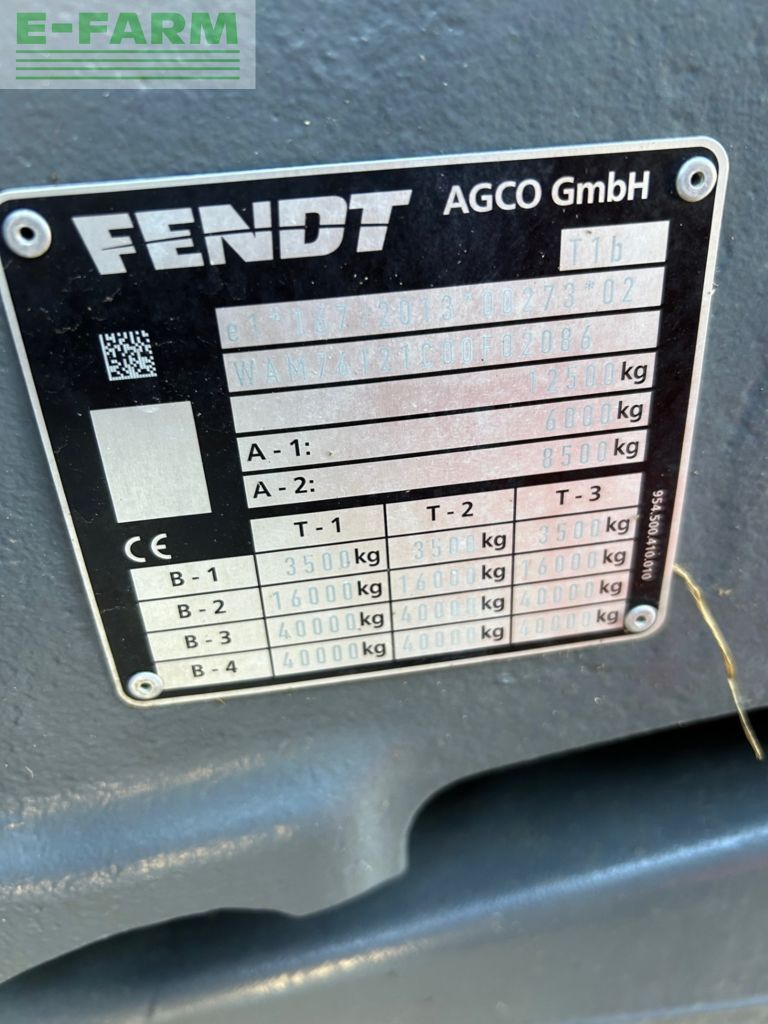 E-FARM
FENDT AGCO GmbH
T1b
e1*167*2013*00273*02
WAM76121C00F02086
12500 kg
A - 1: 6800 kg
A - 2: 8500 kg
T - 1 T - 2 T - 3
B - 1 3500 kg 3500 kg 3500 kg
B - 2 16000 kg 16000 kg 16000 kg
B - 3 40000 kg 40000 kg 40000 kg
B - 4 40000 kg 40000 kg 40000 kg
CE
954.500.410.010